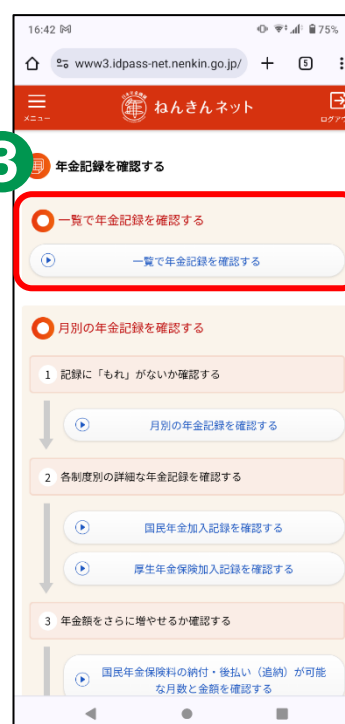 16:42
75%
www3.idpass-net.nenkin.go.jp/
5
メニュー
ねんきんネット
ログアウ
3
年金記録を確認する
一覧で年金記録を確認する
一覧で年金記録を確認する
月別の年金記録を確認する
1 記録に「もれ」がないか確認する
月別の年金記録を確認する
2 各制度別の詳細な年金記録を確認する
国民年金加入記録を確認する
厚生年金保険加入記録を確認する
3 年金額をさらに増やせるか確認する
国民年金保険料の納付・後払い（追納）が可能
な月数と金額を確認する